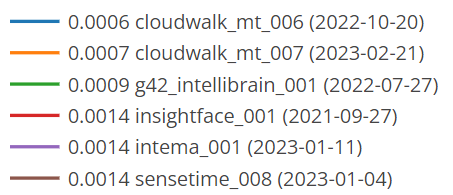 0.0006 cloudwalk_mt_006 (2022-10-20)
0.0007 cloudwalk_mt_007 (2023-02-21)
0.0009 g42_intellibrain_001 (2022-07-27)
0.0014 insightface_001 (2021-09-27)
0.0014 intema_001 (2023-01-11)
0.0014 sensetime_008 (2023-01-04)